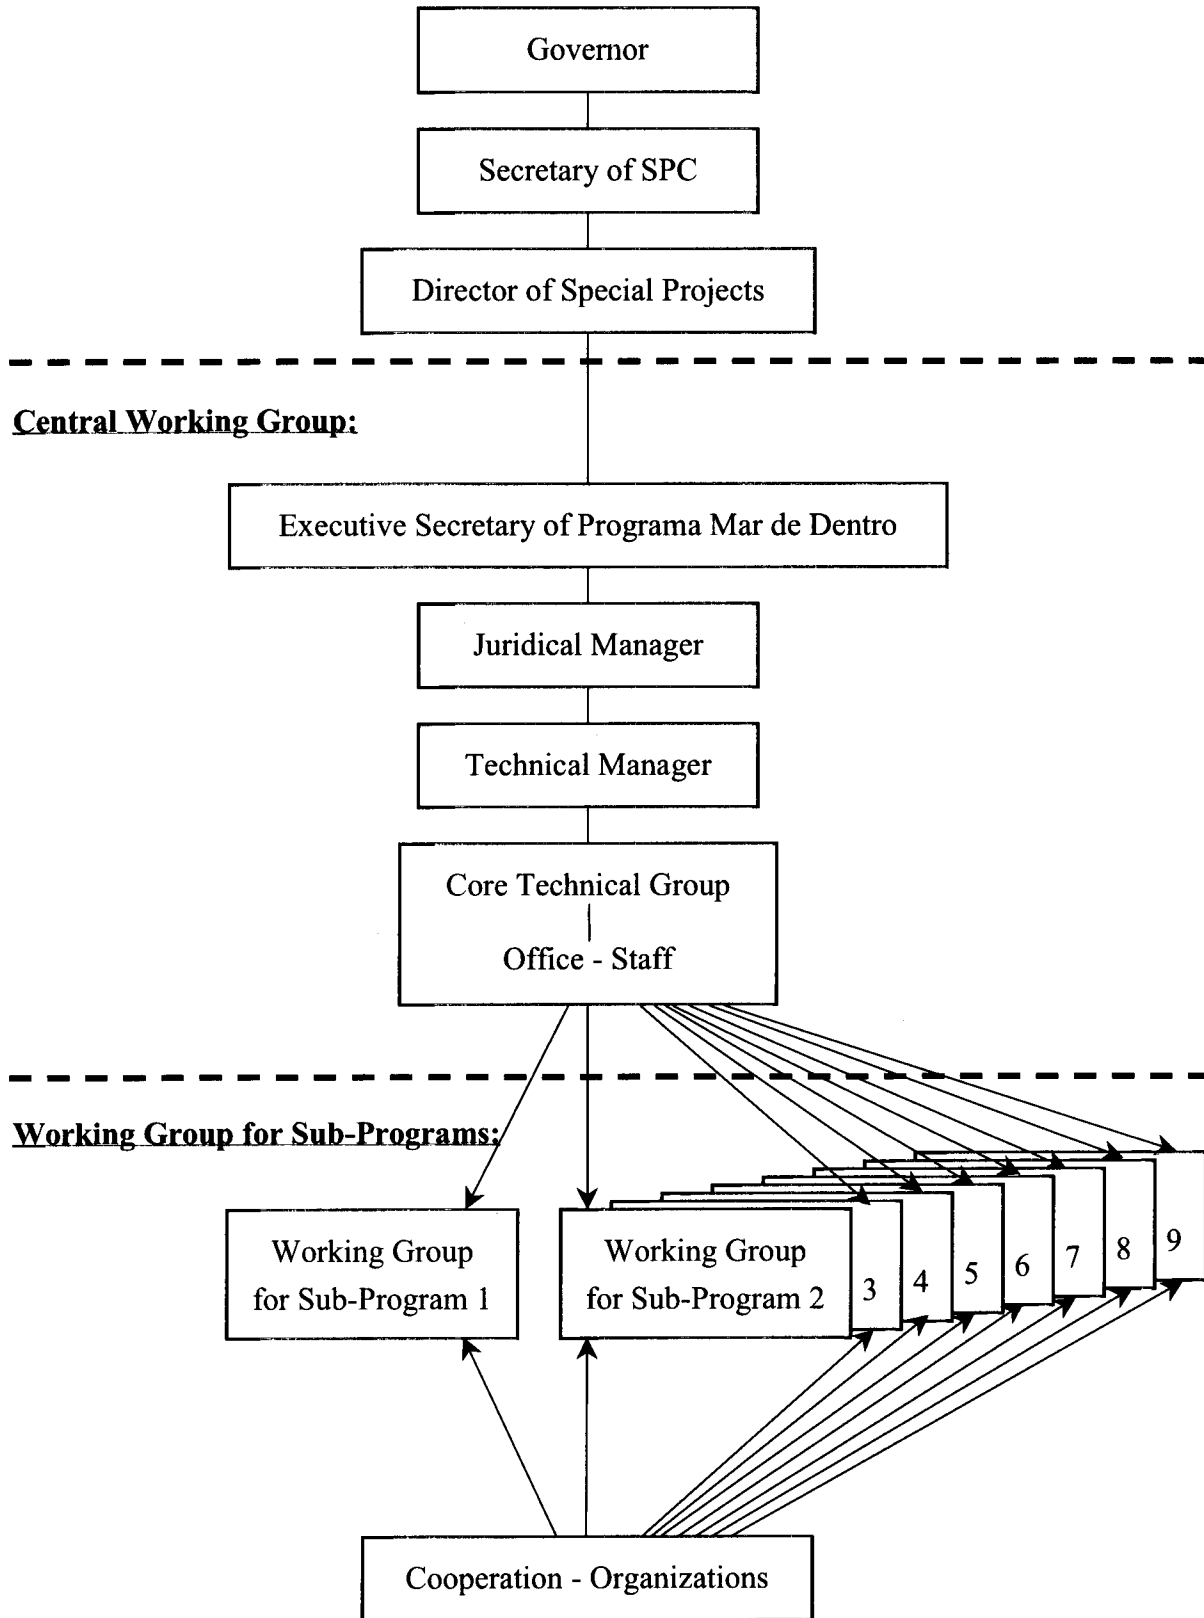 Governor
Secretary of SPC
Director of Special Projects
Central Working Group:
Executive Secretary of Programa Mar de Dentro
Juridical Manager
Technical Manager
Core Technical Group
Office - Staff
Working Group for Sub-Programs:
Working Group
for Sub-Program 1
Working Group
for Sub-Program 2
3
4
5
6
7
8
9
Cooperation - Organizations